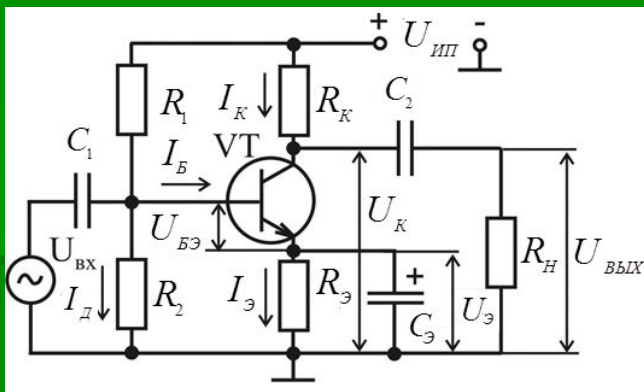 + U_ИП -
R_1 I_К R_К C_2
C_1 I_Б VT
U_К
U_вх U_БЭ R_Н U_ВЫХ
I_Д R_2 I_Э R_Э + C_Э U_Э